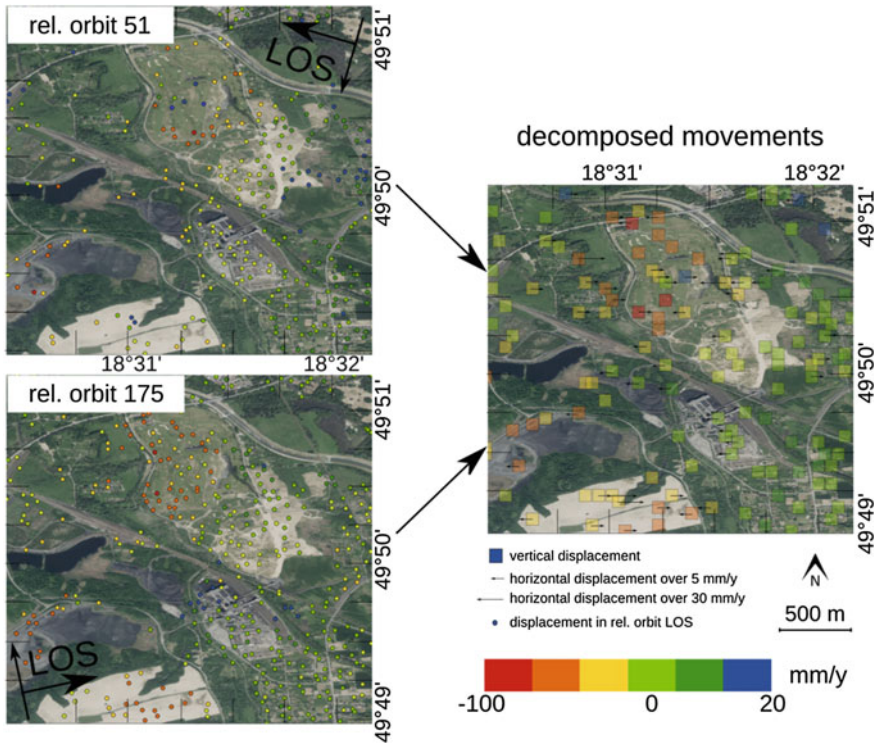 rel. orbit 51
LOS
49°51'
49°50'
18°31'
18°32'
rel. orbit 175
LOS
49°51'
49°50'
49°49'
decomposed movements
18°31'
18°32'
49°51'
49°50'
49°49'
vertical displacement
horizontal displacement over 5 mm/y
horizontal displacement over 30 mm/y
displacement in rel. orbit LOS
N
500 m
mm/y
-100
0
20